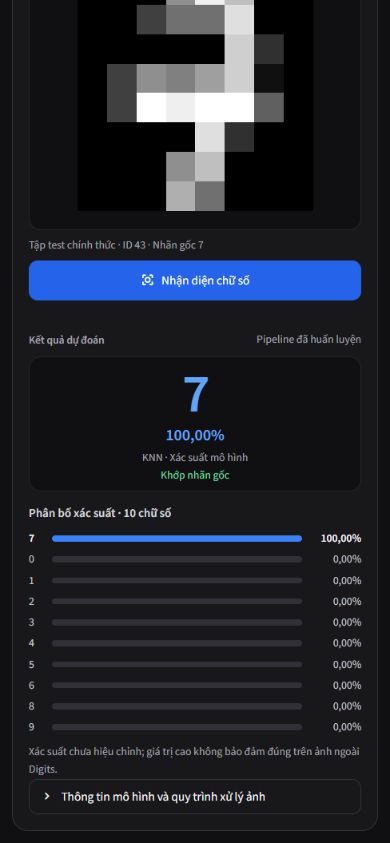 Tập test chính thức · ID 43 · Nhãn gốc 7
Nhận diện chữ số
Kết quả dự đoán Pipeline đã huấn luyện
7
100,00%
KNN · Xác suất mô hình
Khớp nhãn gốc
Phân bố xác suất · 10 chữ số
7 100,00%
0 0,00%
1 0,00%
2 0,00%
3 0,00%
4 0,00%
5 0,00%
6 0,00%
8 0,00%
9 0,00%
Xác suất chưa hiệu chỉnh; giá trị cao không bảo đảm đúng trên ảnh ngoài
Digits.
Thông tin mô hình và quy trình xử lý ảnh